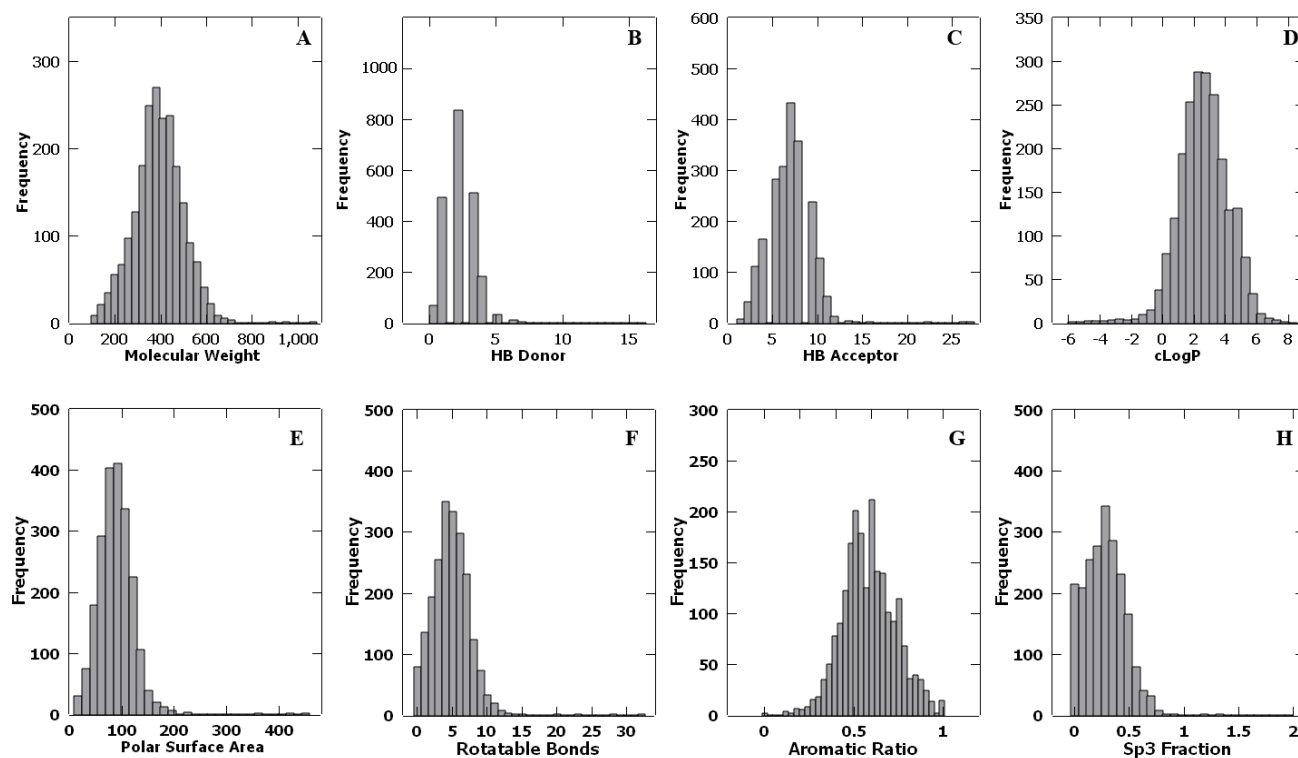 A
Frequency
300
200
100
0
0 200 400 600 800 1,000
Molecular Weight
B
Frequency
1000
800
600
400
200
0
0 5 10 15
HB Donor
C
Frequency
600
500
400
300
200
100
0
0 5 10 15 20 25
HB Acceptor
D
Frequency
350
300
250
200
150
100
50
0
-6 -4 -2 0 2 4 6 8
cLogP
E
Frequency
500
400
300
200
100
0
0 100 200 300 400
Polar Surface Area
F
Frequency
500
400
300
200
100
0
0 5 10 15 20 25 30
Rotatable Bonds
G
Frequency
300
250
200
150
100
50
0
0 0.5 1
Aromatic Ratio
H
Frequency
500
400
300
200
100
0
0 0.5 1 1.5 2
Sp3 Fraction